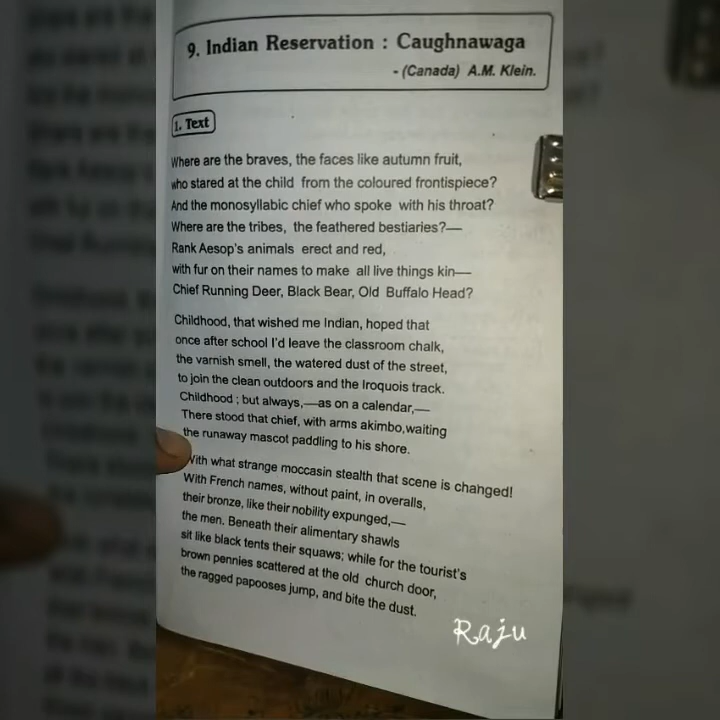 9. Indian Reservation : Caughnawaga
- (Canada) A.M. Klein.
1. Text
Where are the braves, the faces like autumn fruit,
who stared at the child from the coloured frontispiece?
And the monosyllabic chief who spoke with his throat?
Where are the tribes, the feathered bestiaries?—
Rank Aesop's animals erect and red,
with fur on their names to make all live things kin—
Chief Running Deer, Black Bear, Old Buffalo Head?
Childhood, that wished me Indian, hoped that
once after school I'd leave the classroom chalk,
the varnish smell, the watered dust of the street,
to join the clean outdoors and the Iroquois track.
Childhood ; but always,—as on a calendar,—
There stood that chief, with arms akimbo,waiting
the runaway mascot paddling to his shore.
With what strange moccasin stealth that scene is changed!
With French names, without paint, in overalls,
their bronze, like their nobility expunged,—
the men. Beneath their alimentary shawls
sit like black tents their squaws; while for the tourist's
brown pennies scattered at the old church door,
the ragged papooses jump, and bite the dust.
Raju